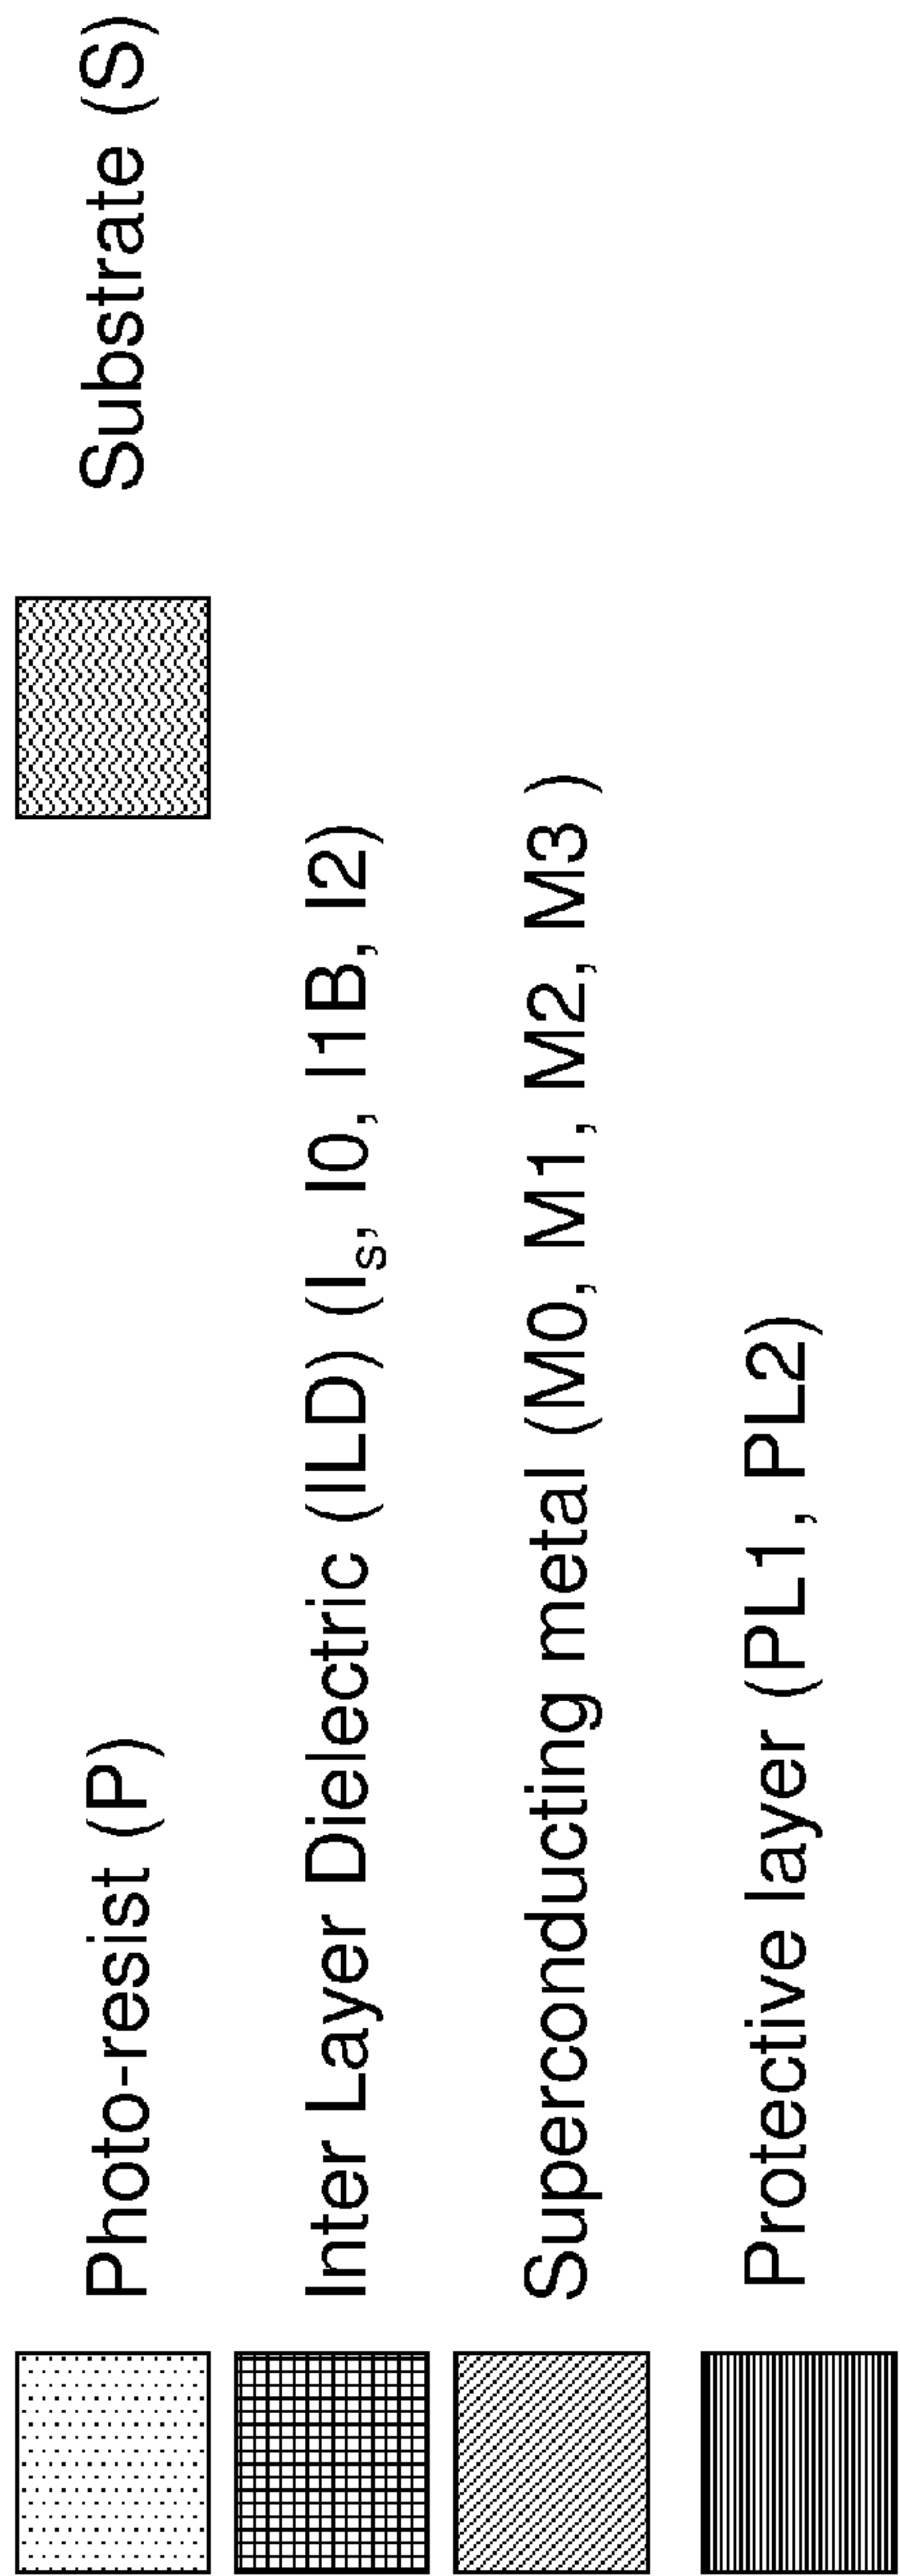 Photo-resist (P)
Substrate (S)
Inter Layer Dielectric (ILD) (Iₛ, I0, I1B, I2)
Superconducting metal (M0, M1, M2, M3 )
Protective layer (PL1, PL2)